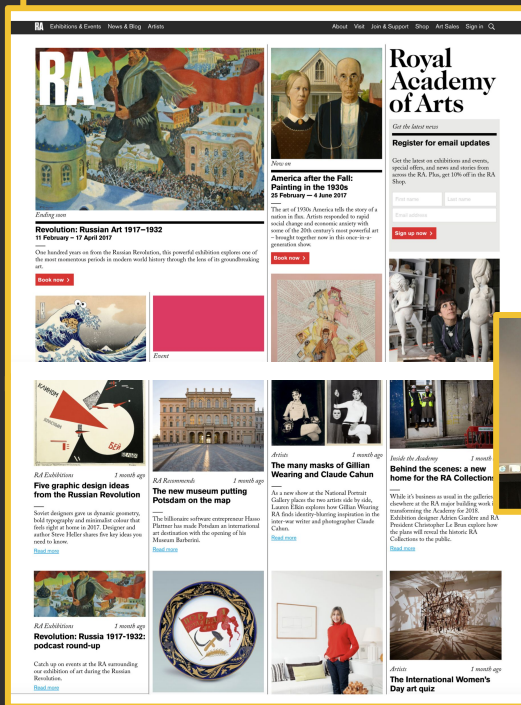 RA Exhibitions & Events News & Blog Artists About Visit Join & Support Shop Art Sales Sign in
RA
Ending soon
Revolution: Russian Art 1917–1932
11 February – 17 April 2017
One hundred years on from the Russian Revolution, this powerful exhibition explores one of
the most momentous periods in modern world history through the lens of its groundbreaking
art.
Book now >
Now on
America after the Fall:
Painting in the 1930s
25 February — 4 June 2017
The art of 1930s America tells the story of a
nation in flux. Artists responded to rapid
social change and economic anxiety with
some of the 20th century's most powerful art
– brought together now in this once-in-a-
generation show.
Book now >
Royal
Academy
of Arts
Get the latest news
Register for email updates
Get the latest on exhibitions and events,
special offers, and news and stories from
across the RA. Plus, get 10% off in the RA
Shop.
First name Last name
Email address
Sign up now >
Event
КЛИНОМ
КРАСНЫМ
БЕЙ
RA Exhibitions 1 month ago
Five graphic design ideas
from the Russian Revolution
Soviet designers gave us dynamic geometry,
bold typography and minimalist colour that
feels right at home in 2017. Designer and
author Steve Heller shares five key ideas you
need to know.
Read more
RA Recommends 1 month ago
The new museum putting
Potsdam on the map
The billionaire software entrepreneur Hasso
Plattner has made Potsdam an international
art destination with the opening of his
Museum Barberini.
Read more
Artists 1 month ago
The many masks of Gillian
Wearing and Claude Cahun
As a new show at the National Portrait
Gallery places the two artists side by side,
Lauren Elkin explores how Gillian Wearing
RA finds identity-blurring inspiration in the
inter-war writer and photographer Claude
Cahun.
Read more
Inside the Academy 1 month
Behind the scenes: a new
home for the RA Collections
While it's business as usual in the galleries,
elsewhere at the RA major building work is
transforming the Academy for 2018.
Exhibition designer Adrien Gardère and RA
President Christopher Le Brun explore how
the plans will reveal the historic RA
Collections to the public.
Read more
RA Exhibitions 1 month ago
Revolution: Russia 1917-1932:
podcast round-up
Catch up on events at the RA surrounding
our exhibition of art during the Russian
Revolution.
Read more
Artists 1 month ago
The International Women's
Day art quiz